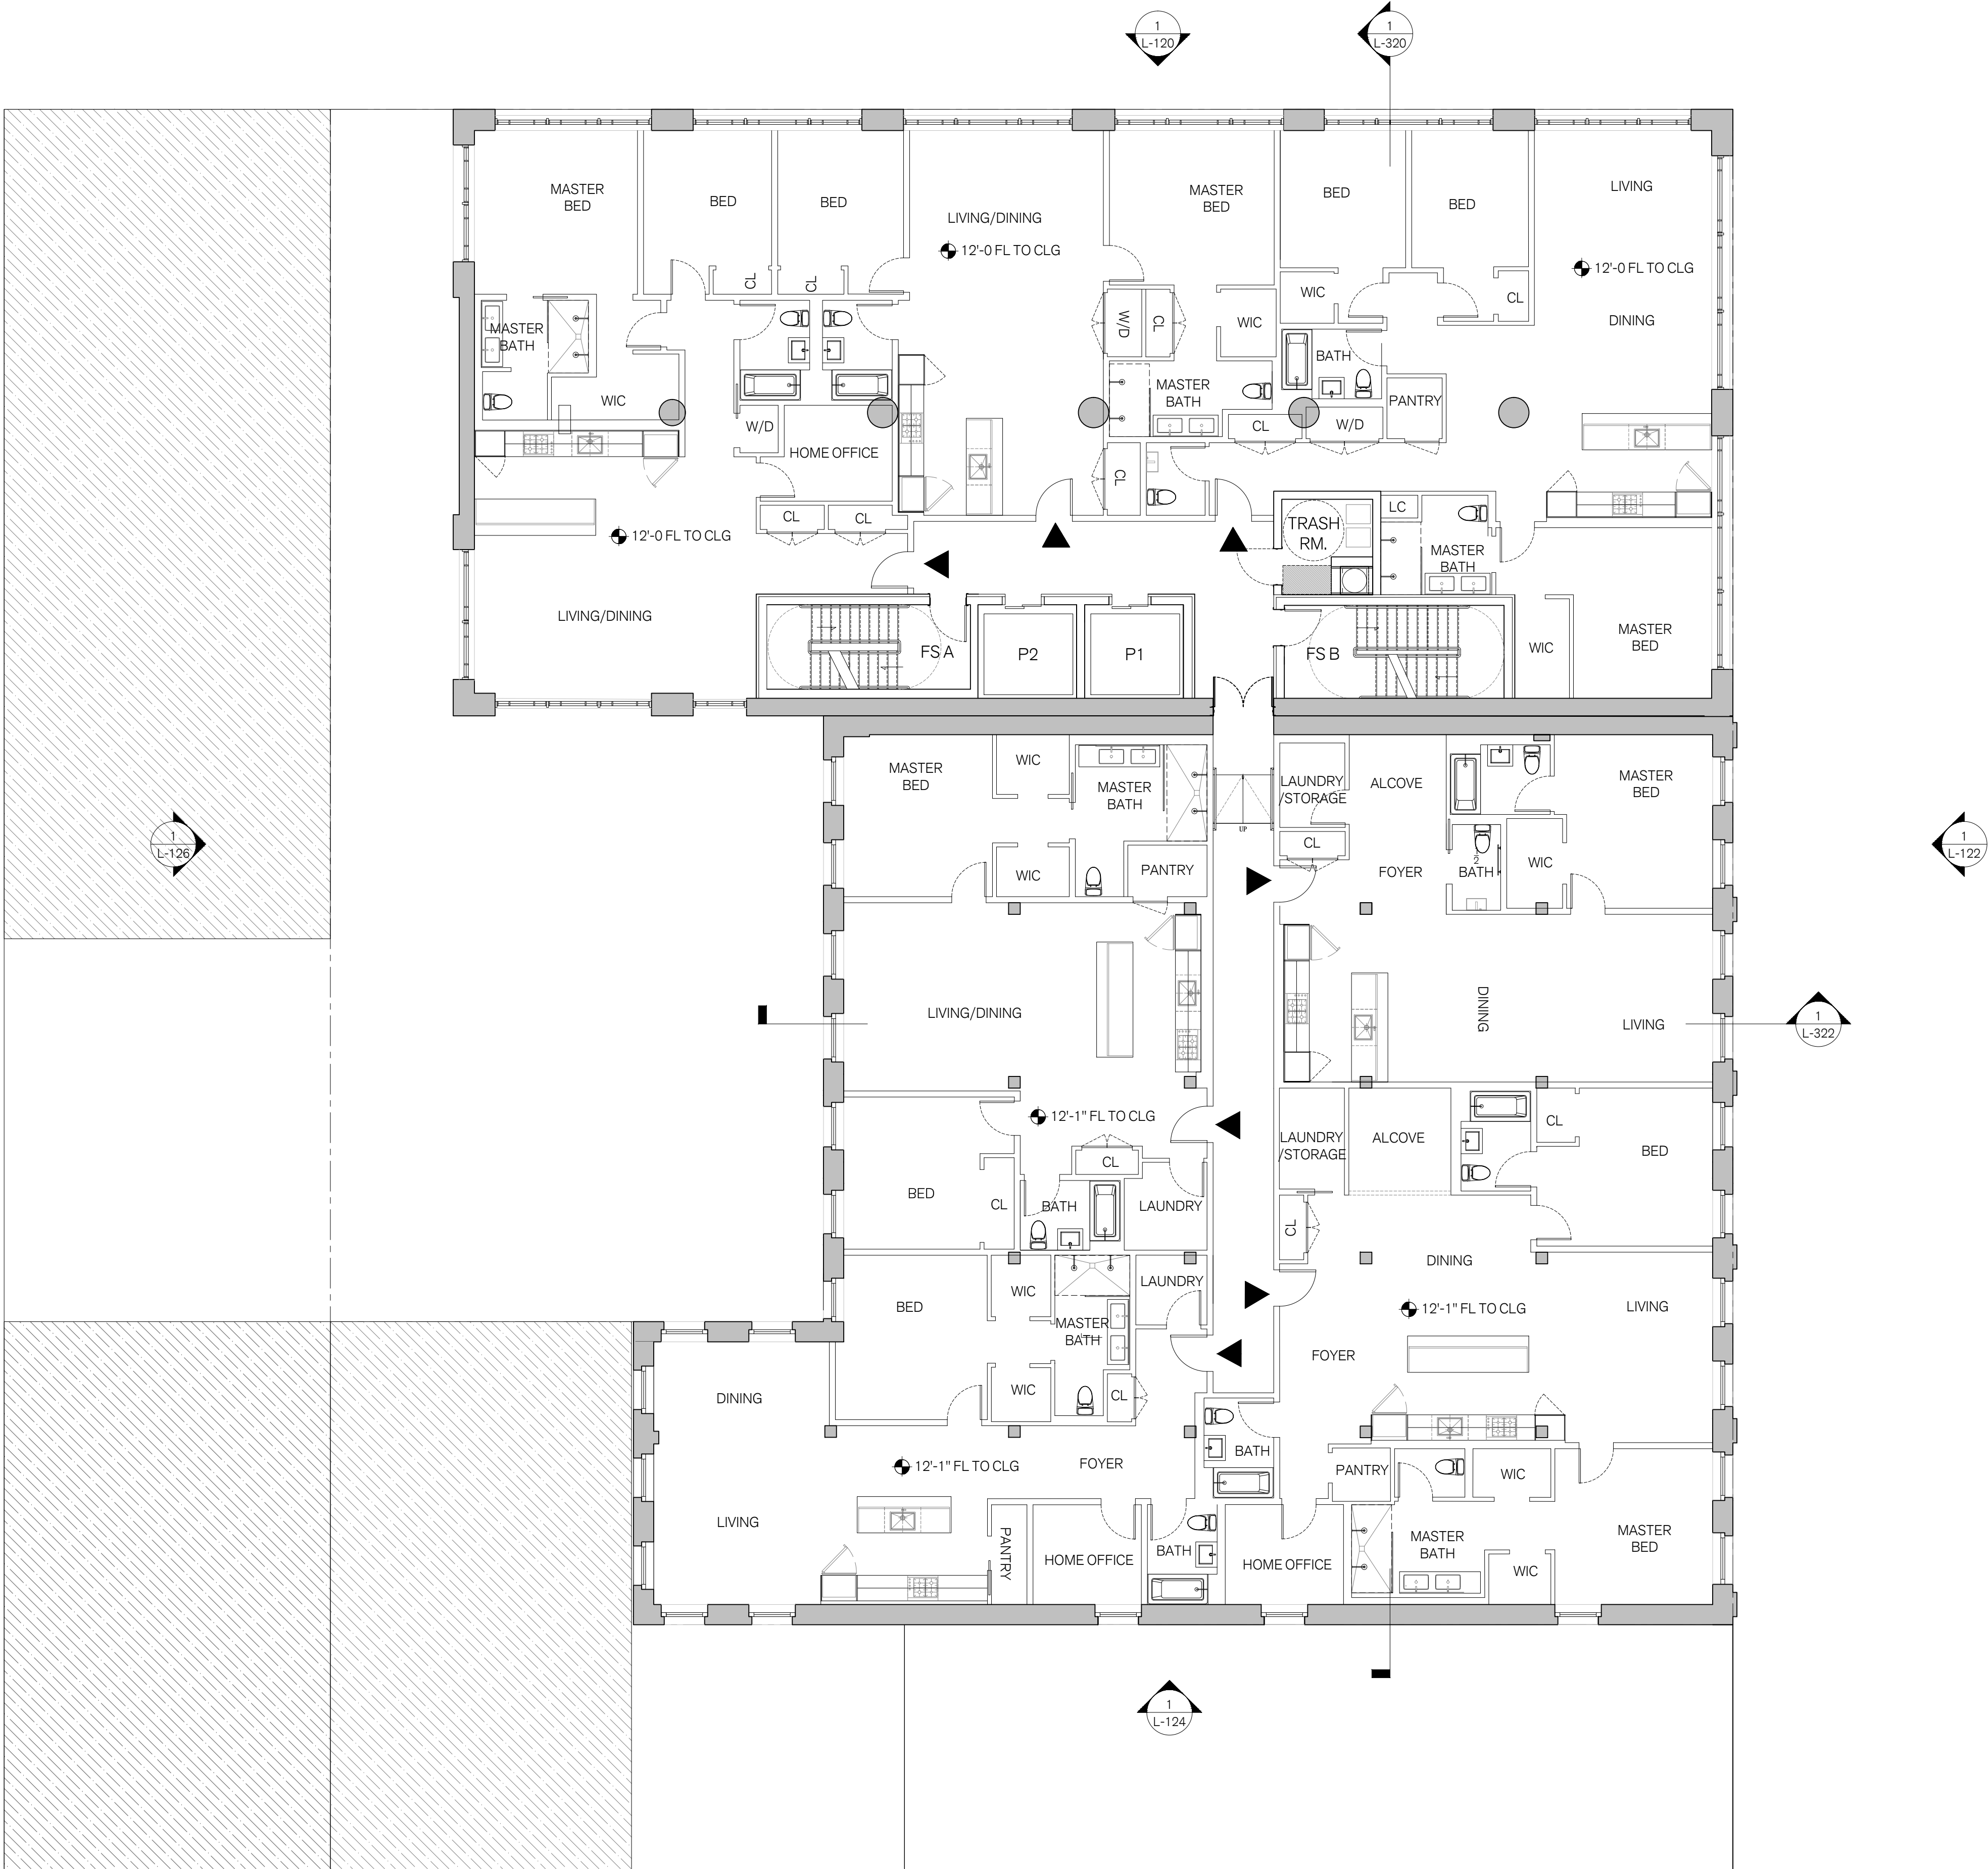 1
L-120
1
L-320
MASTER
BED
BED
BED
LIVING/DINING
12'-0 FL TO CLG
MASTER
BED
BED
BED
LIVING
12'-0 FL TO CLG
DINING
CL
CL
WIC
CL
W/D
CL
WIC
MASTER
BATH
BATH
MASTER
BATH
WIC
PANTRY
W/D
CL
W/D
HOME OFFICE
CL
CL
CL
LC
TRASH
RM.
12'-0 FL TO CLG
MASTER
BATH
LIVING/DINING
FS A
P2
P1
FS B
WIC
MASTER
BED
MASTER
BED
WIC
MASTER
BATH
LAUNDRY
/STORAGE
ALCOVE
MASTER
BED
UP
1
L-126
1
L-122
CL
WIC
PANTRY
FOYER
2
BATH
WIC
LIVING/DINING
DINING
LIVING
1
L-322
12'-1" FL TO CLG
LAUNDRY
/STORAGE
ALCOVE
CL
BED
CL
BED
CL
BATH
LAUNDRY
CL
DINING
BED
WIC
LAUNDRY
MASTER
BATH
12'-1" FL TO CLG
LIVING
FOYER
WIC
CL
DINING
12'-1" FL TO CLG
FOYER
BATH
PANTRY
WIC
LIVING
PANTRY
HOME OFFICE
BATH
HOME OFFICE
MASTER
BATH
WIC
MASTER
BED
1
L-124